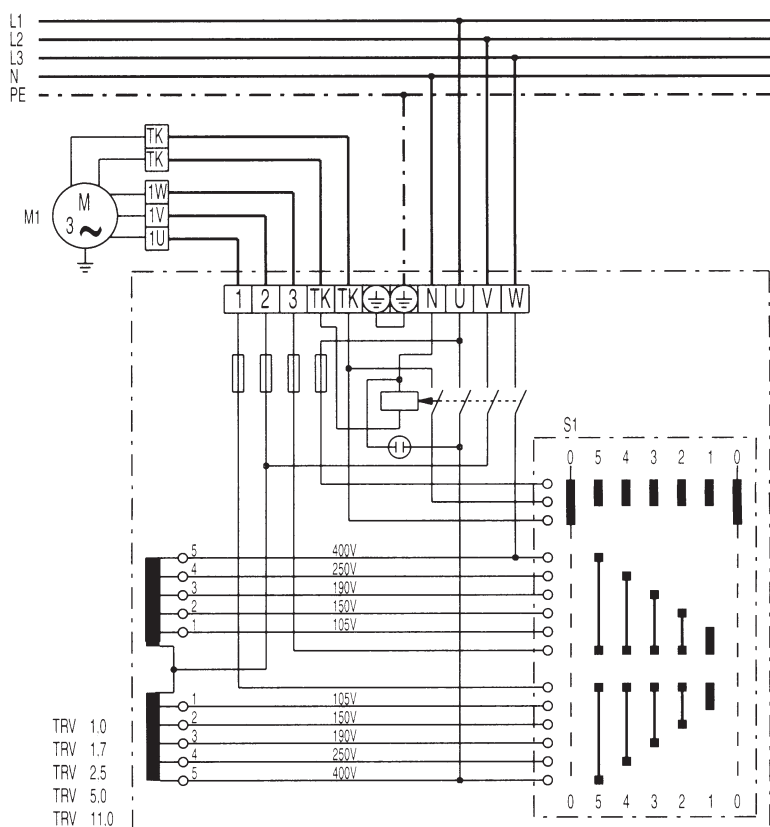 L1
L2
L3
N
PE
TK
TK
1W
1V
1U
M1
M
3
1 2 3 TK TK N U V W
S1
0 5 4 3 2 1 0
5 400V
4 250V
3 190V
2 150V
1 105V
1 105V
2 150V
3 190V
4 250V
5 400V
TRV 1.0
TRV 1.7
TRV 2.5
TRV 5.0
TRV 11.0
0 5 4 3 2 1 0